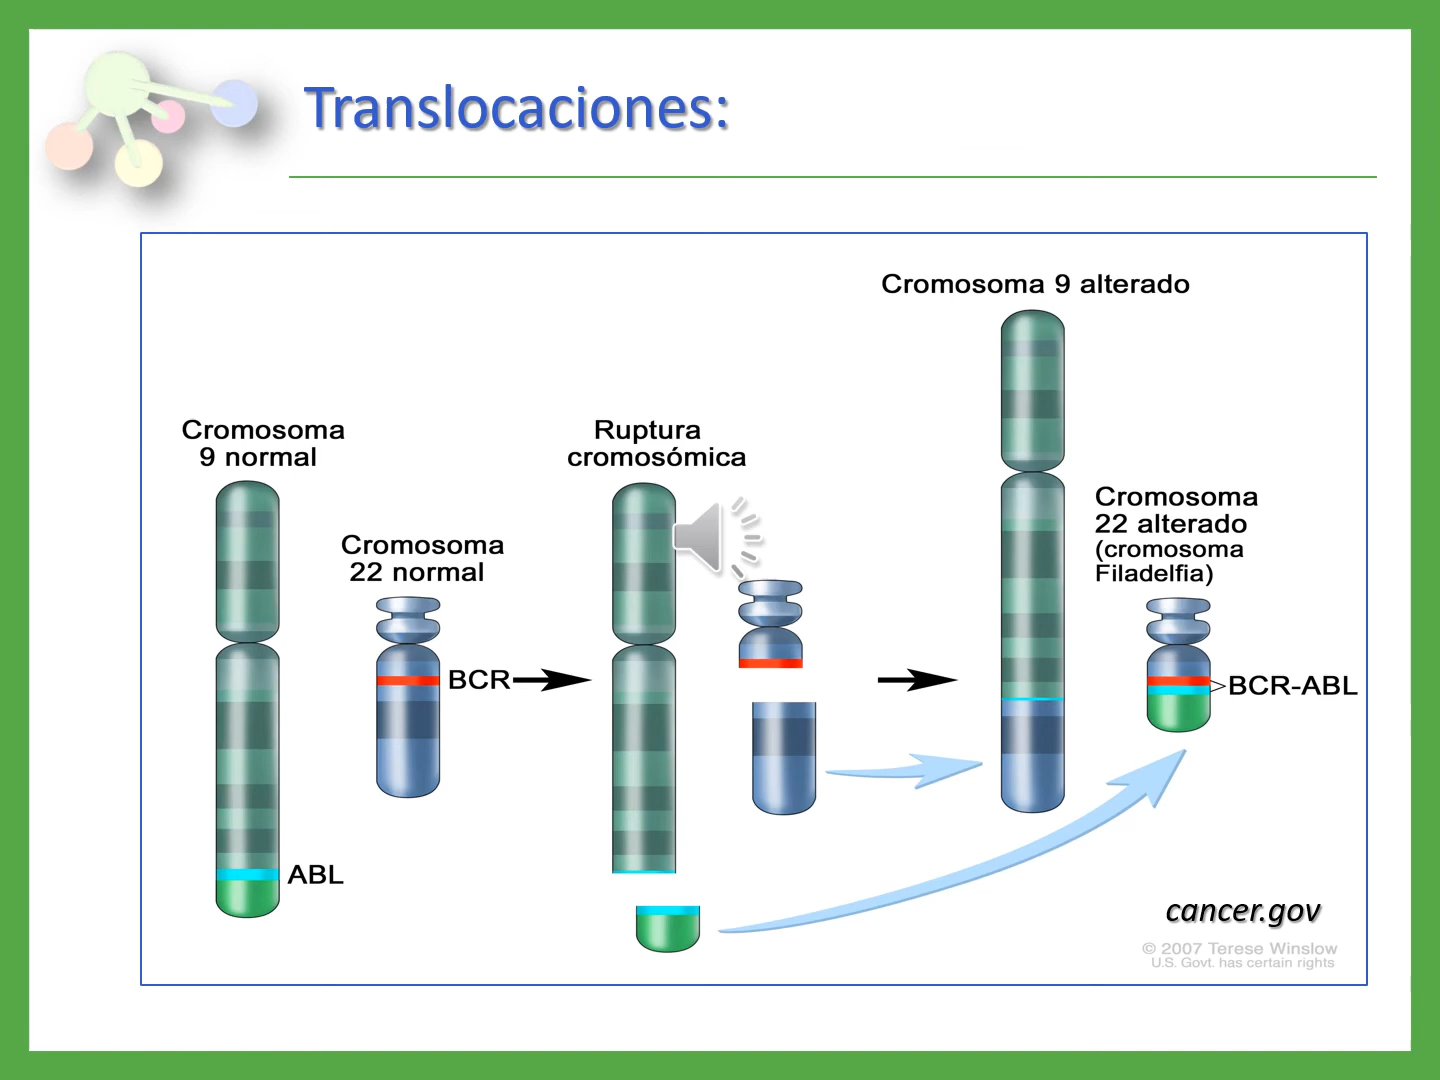 Translocaciones:
Cromosoma 9 alterado
Cromosoma
9 normal
Ruptura
cromosómica
Cromosoma
22 alterado
(cromosoma
Filadelfia)
Cromosoma
22 normal
BCR
BCR-ABL
ABL
cancer.gov
© 2007 Terese Winslow
U.S. Govt. has certain rights